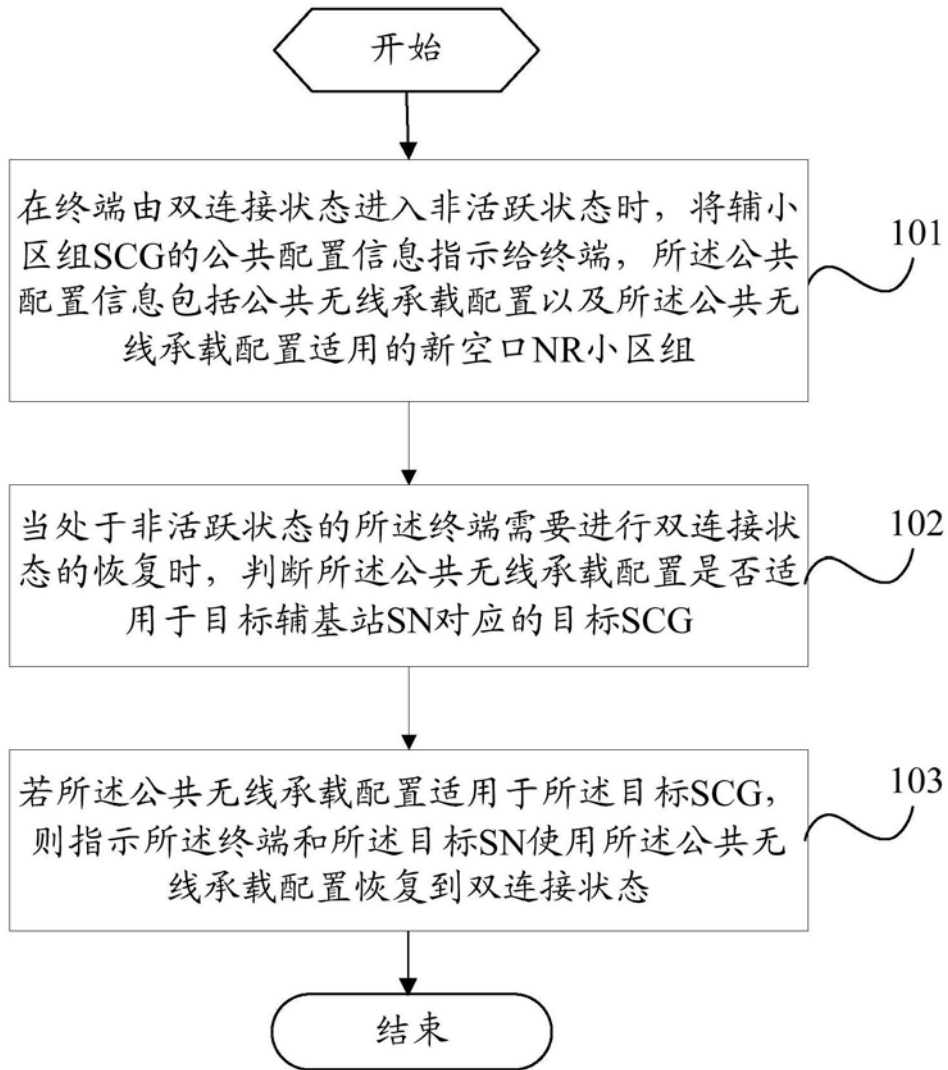 开始
在终端由双连接状态进入非活跃状态时，将辅小
区组SCG的公共配置信息指示给终端，所述公共
配置信息包括公共无线承载配置以及所述公共无
线承载配置适用的新空口NR小区组
101
当处于非活跃状态的所述终端需要进行双连接状
态的恢复时，判断所述公共无线承载配置是否适
用于目标辅基站SN对应的目标SCG
102
若所述公共无线承载配置适用于所述目标SCG，
则指示所述终端和所述目标SN使用所述公共无
线承载配置恢复到双连接状态
103
结束